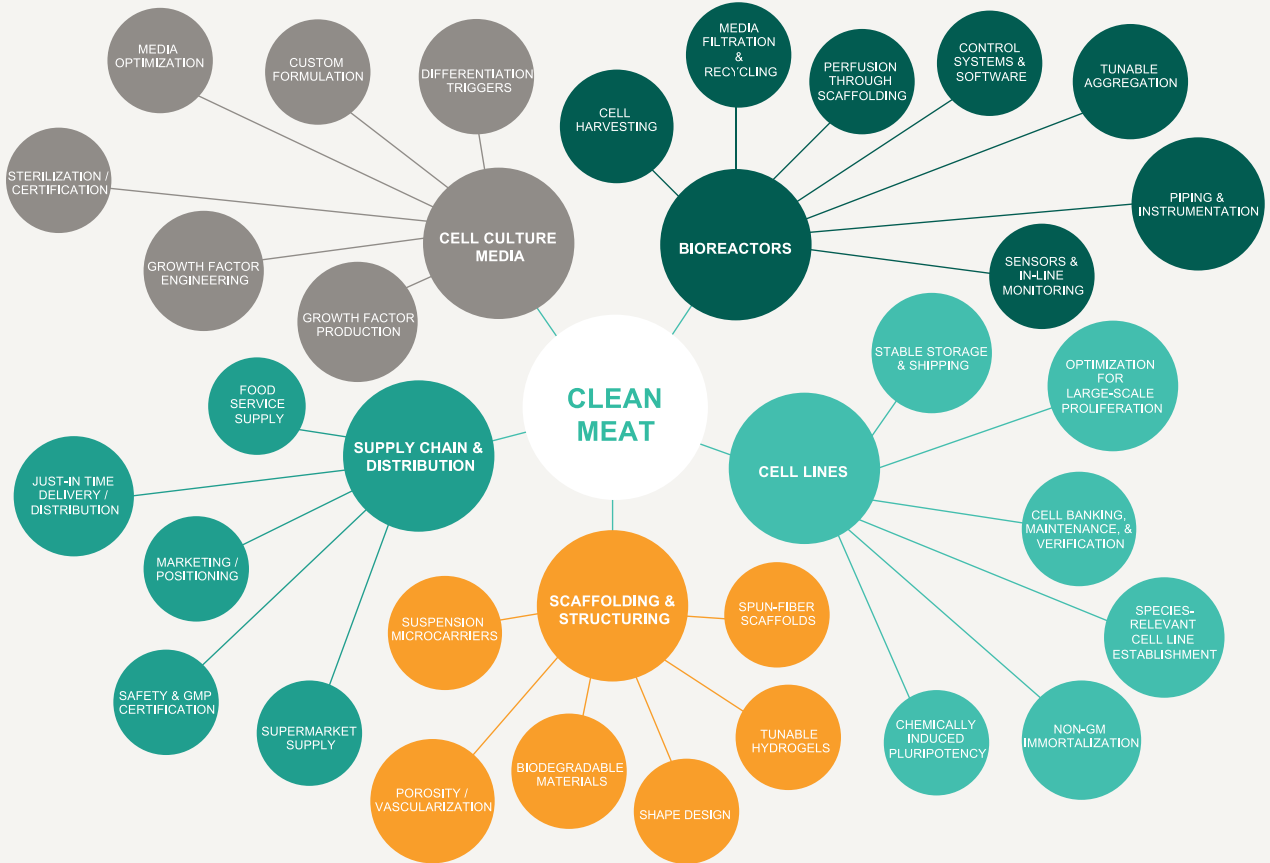 CLEAN
MEAT
CELL CULTURE
MEDIA
MEDIA
OPTIMIZATION
CUSTOM
FORMULATION
DIFFERENTIATION
TRIGGERS
STERILIZATION /
CERTIFICATION
GROWTH FACTOR
ENGINEERING
GROWTH FACTOR
PRODUCTION
BIOREACTORS
CELL
HARVESTING
MEDIA
FILTRATION
&
RECYCLING
PERFUSION
THROUGH
SCAFFOLDING
CONTROL
SYSTEMS &
SOFTWARE
TUNABLE
AGGREGATION
PIPING &
INSTRUMENTATION
SENSORS &
IN-LINE
MONITORING
CELL LINES
STABLE STORAGE
& SHIPPING
OPTIMIZATION
FOR
LARGE-SCALE
PROLIFERATION
CELL BANKING,
MAINTENANCE, &
VERIFICATION
SPECIES-
RELEVANT
CELL LINE
ESTABLISHMENT
NON-GM
IMMORTALIZATION
CHEMICALLY
INDUCED
PLURIPOTENCY
SCAFFOLDING &
STRUCTURING
SPUN-FIBER
SCAFFOLDS
TUNABLE
HYDROGELS
SHAPE DESIGN
BIODEGRADABLE
MATERIALS
POROSITY /
VASCULARIZATION
SUSPENSION
MICROCARRIERS
SUPPLY CHAIN &
DISTRIBUTION
FOOD
SERVICE
SUPPLY
JUST-IN TIME
DELIVERY /
DISTRIBUTION
MARKETING /
POSITIONING
SAFETY & GMP
CERTIFICATION
SUPERMARKET
SUPPLY